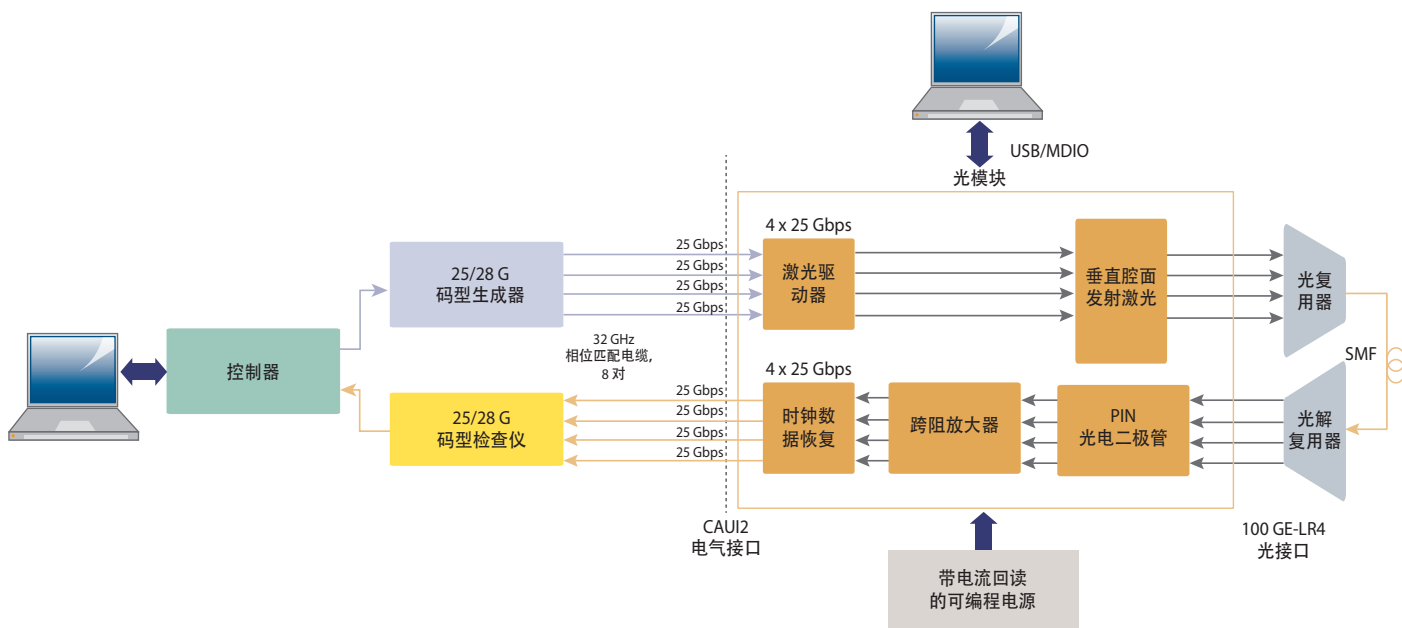 USB/MDIO
光模块
4 x 25 Gbps
25 Gbps
25 Gbps
25 Gbps
25 Gbps
25/28 G
码型生成器
激光驱
动器
垂直腔面
发射激光
光复
用器
32 GHz
相位匹配电缆,
8 对
SMF
控制器
4 x 25 Gbps
25 Gbps
25 Gbps
25 Gbps
25 Gbps
25/28 G
码型检查仪
时钟数
据恢复
跨阻放大器
PIN
光电二极管
光解
复用器
CAUI2
电气接口
100 GE-LR4
光接口
带电流回读
的可编程电源